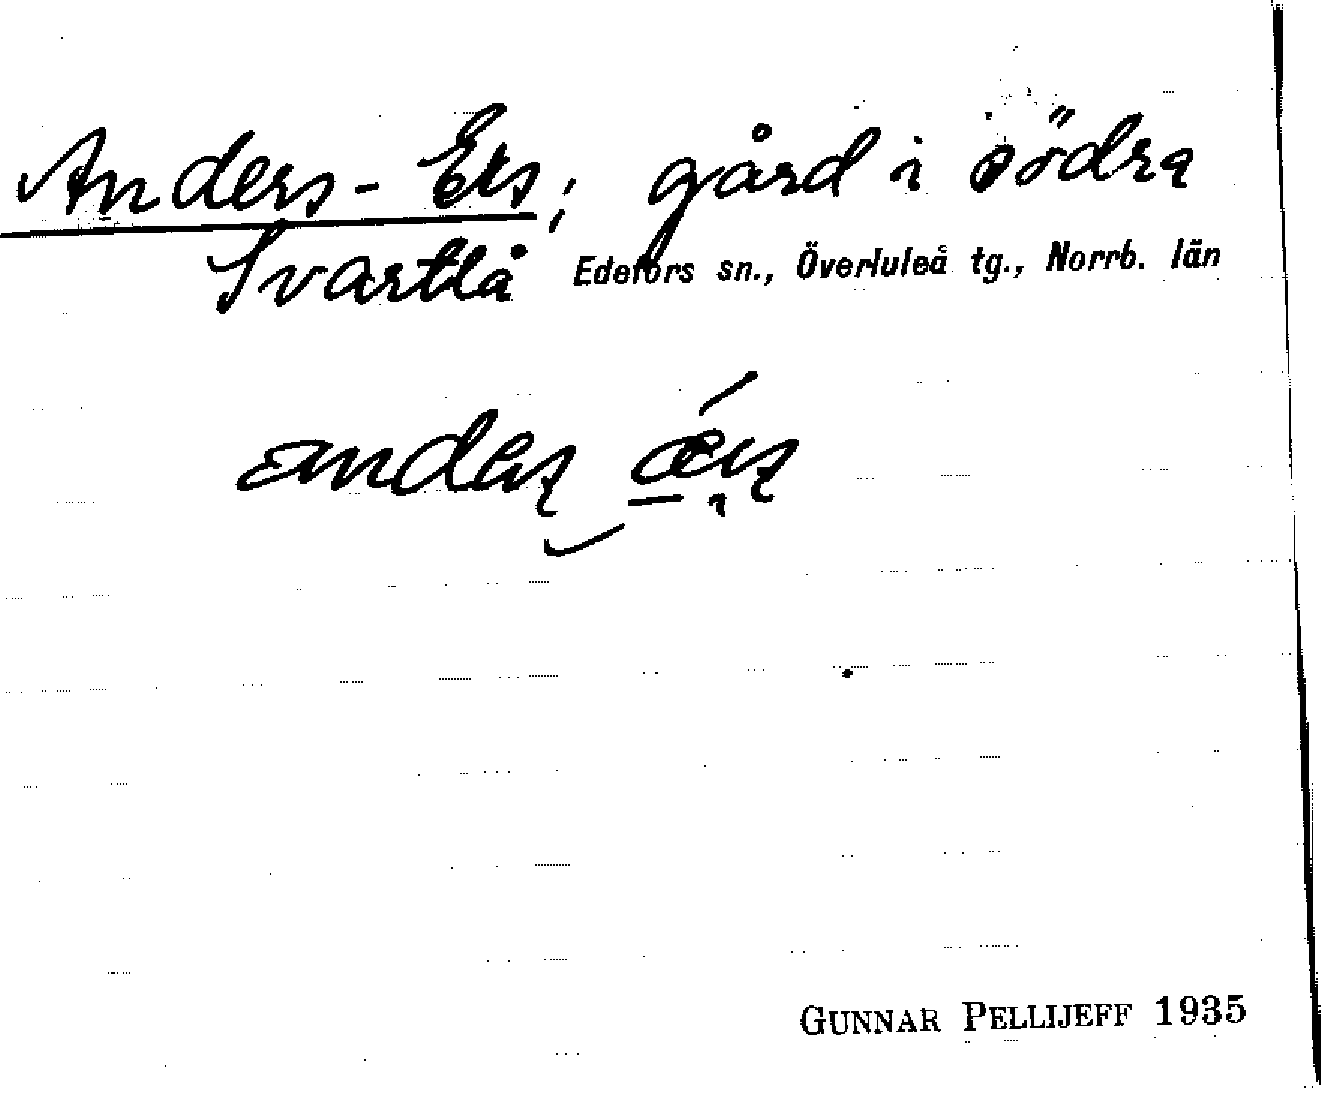 Anders-Ers; gård i södra
Svartlå Edefors sn., Överluleå tg., Norrb. län
GUNNAR PELLIJEFF 1935